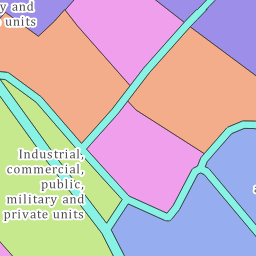 y and
units
Industrial,
commercial,
public,
military and
private units